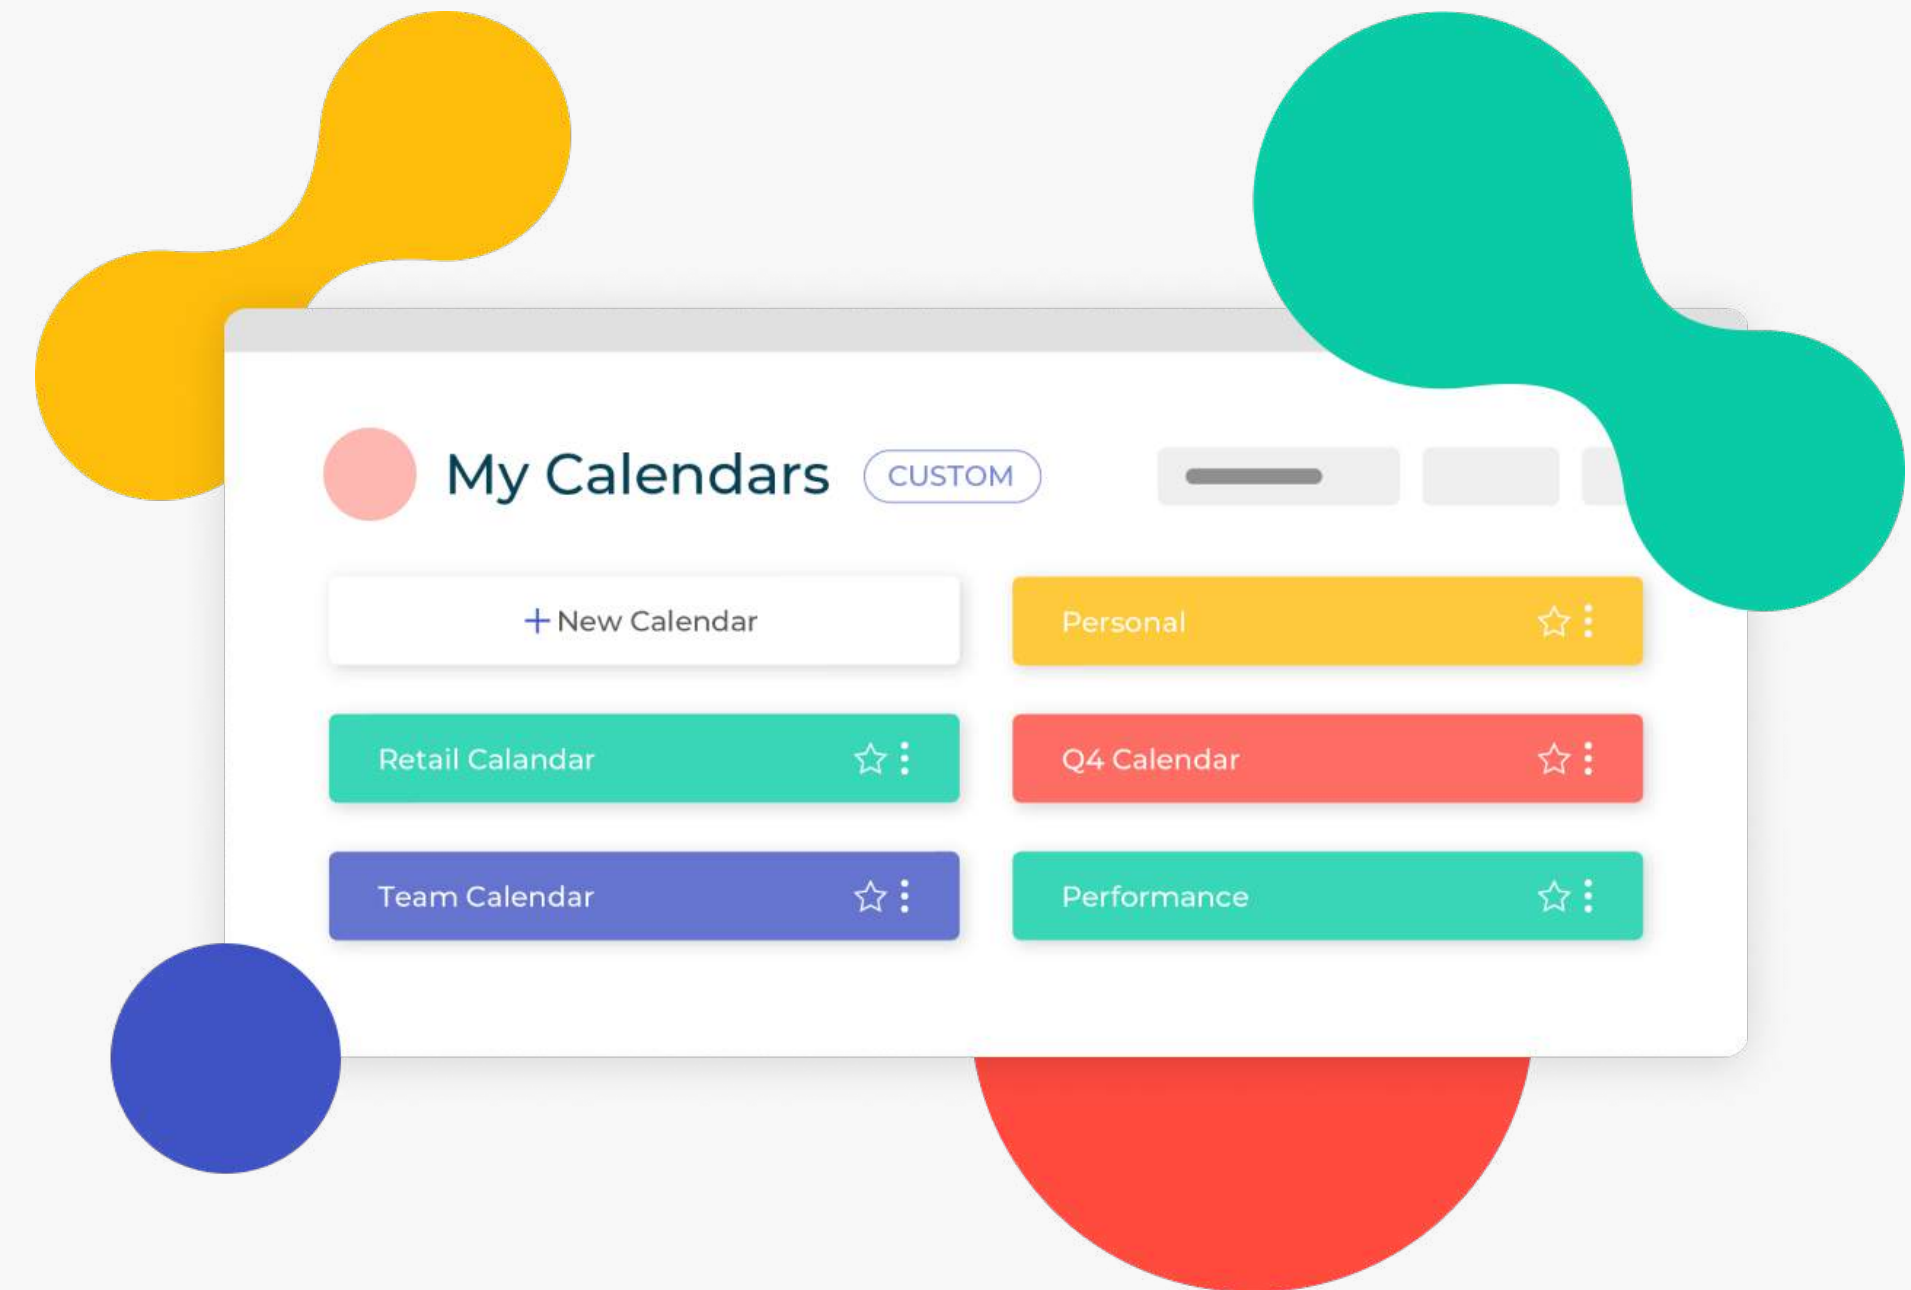 My Calendars CUSTOM
+ New Calendar
Personal
Retail Calandar
Q4 Calendar
Team Calendar
Performance